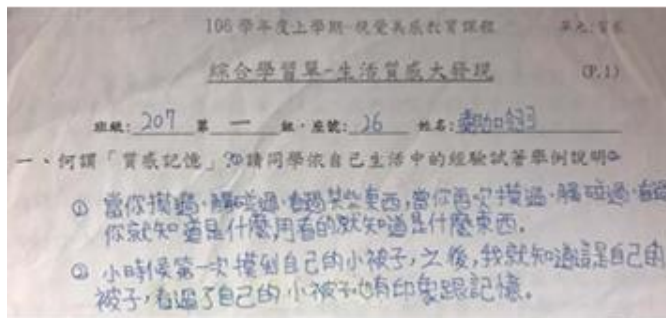 106學年度上學期-視覺美感教育課程 單元:質感
綜合學習單-生活質感大發現 (P.1)
班級: 207 第 一 組·座號: 26 姓名:
一、何謂「質感記憶」?請同學依自己生活中的經驗試著舉例說明。
① 當你摸過、觸碰過、看過某些東西,當你再次摸過、觸碰過、看過
你就知道是什麼用看的就知道是什麼東西.
② 小時侯第一次摸到自己的小被子,之後,我就知道這是自己的
被子,看過了自己的小被子也有印象跟記憶。